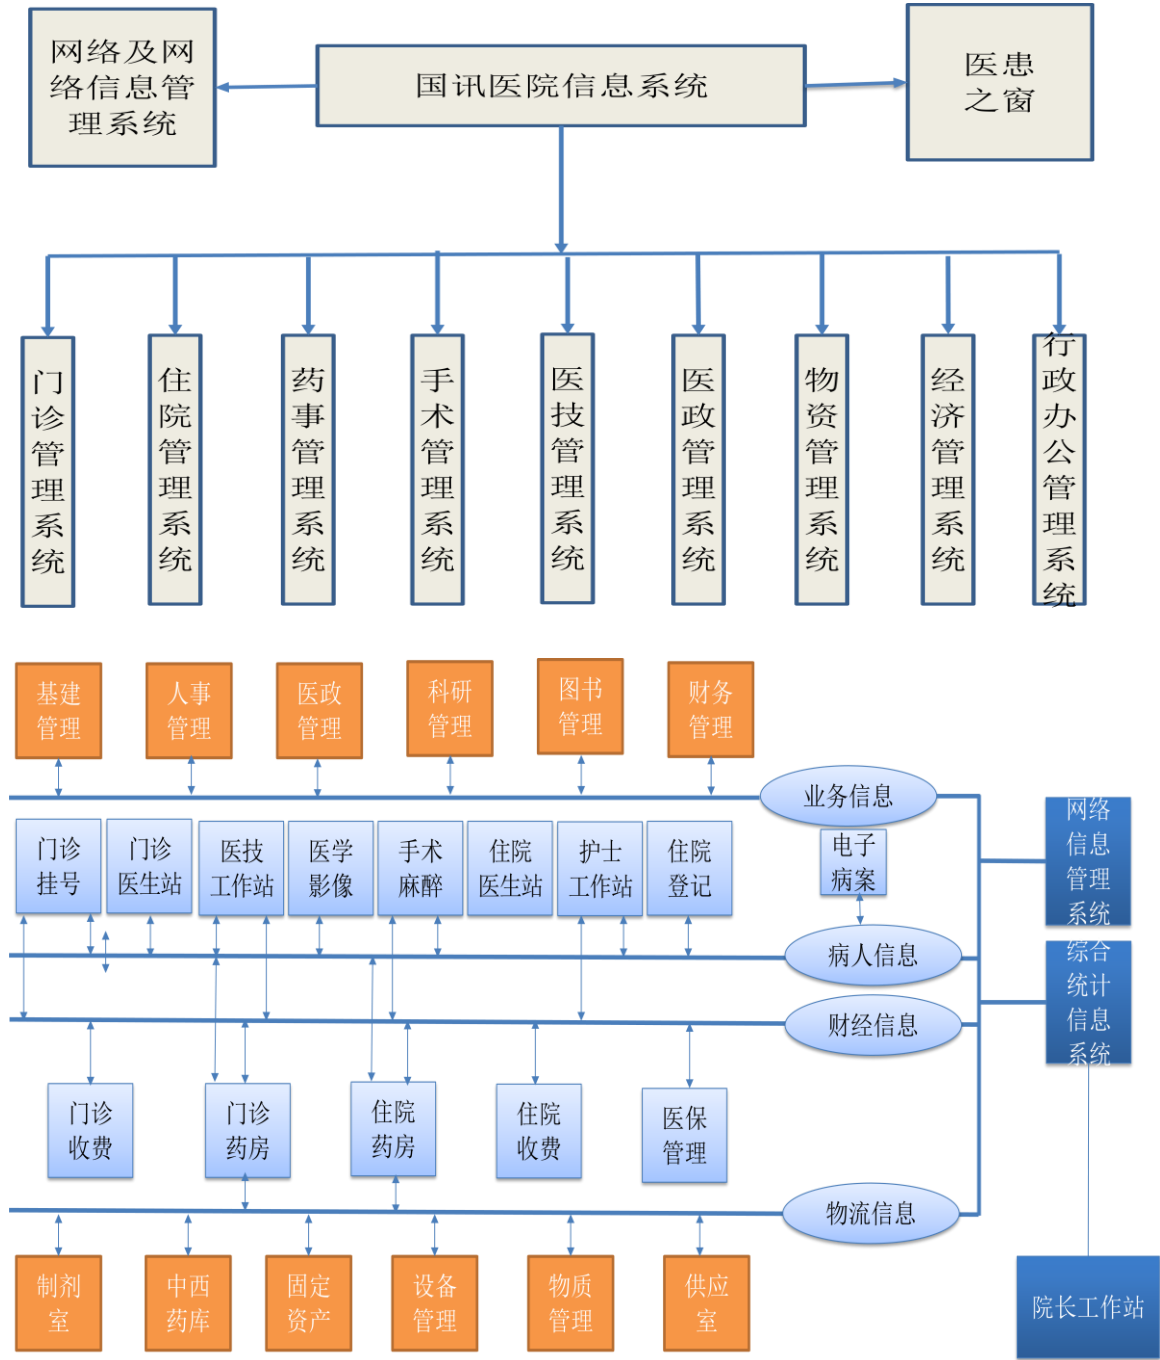 网络及网
络信息管
理系统
国讯医院信息系统
医患
之窗
门诊管理系统
住院管理系统
药事管理系统
手术管理系统
医技管理系统
医政管理系统
物资管理系统
经济管理系统
行政办公管理系统
基建
管理
人事
管理
医政
管理
科研
管理
图书
管理
财务
管理
业务信息
网络
信息
管理
系统
门诊
挂号
门诊
医生站
医技
工作站
医学
影像
手术
麻醉
住院
医生站
护士
工作站
住院
登记
电子
病案
病人信息
综合
统计
信息
系统
财经信息
门诊
收费
门诊
药房
住院
药房
住院
收费
医保
管理
物流信息
制剂
室
中西
药库
固定
资产
设备
管理
物质
管理
供应
室
院长工作站